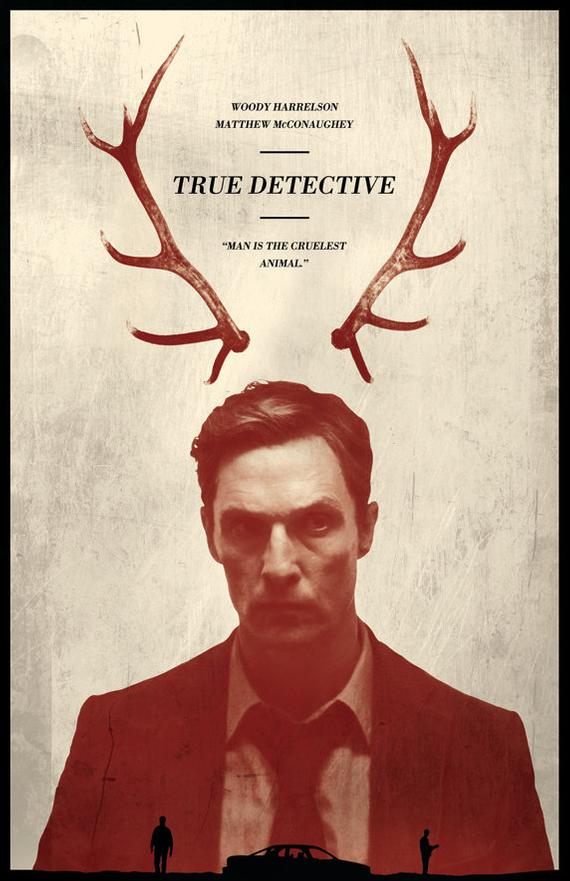 WOODY HARRELSON
MATTHEW McCONAUGHEY
TRUE DETECTIVE
“MAN IS THE CRUELEST
ANIMAL.”